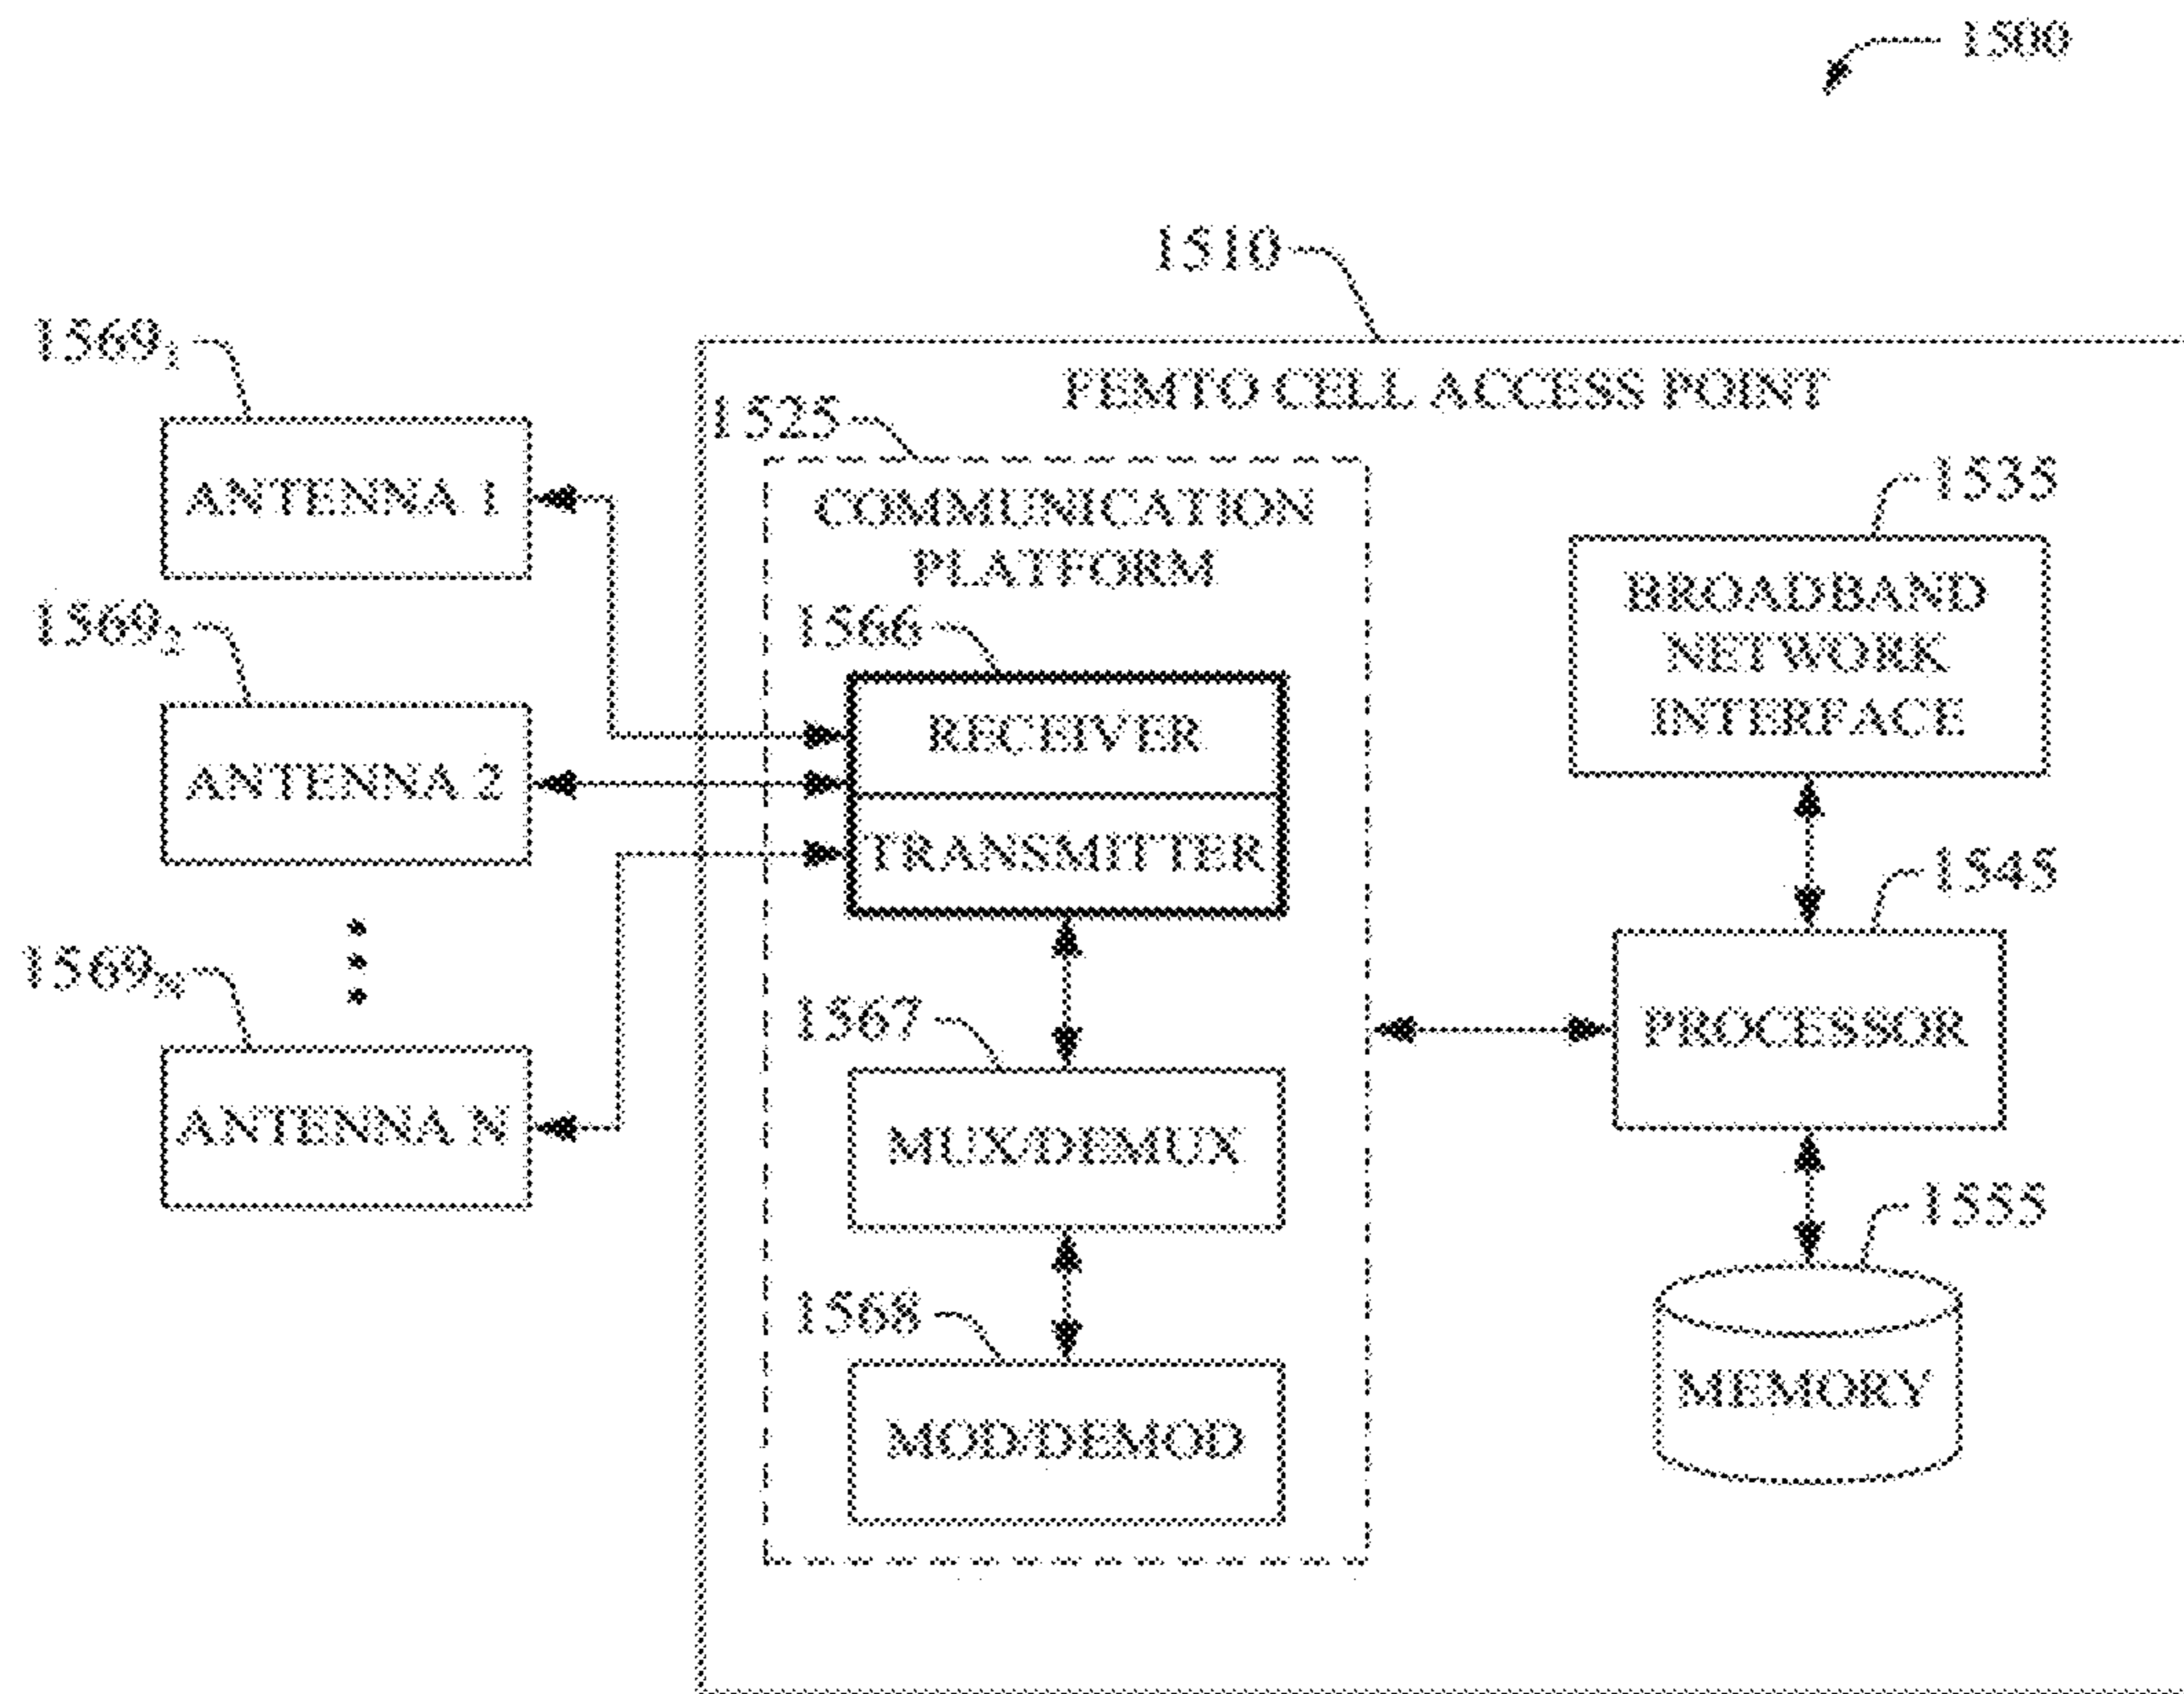 1500
1510
1569₁
FEMTO CELL ACCESS POINT
1525
ANTENNA 1
COMMUNICATION
PLATFORM
1535
BROADBAND
NETWORK
INTERFACE
1569₂
1566
RECEIVER
ANTENNA 2
TRANSMITTER
1545
1569N
1567
PROCESSOR
ANTENNA N
MUX/DEMUX
1555
1568
MEMORY
MOD/DEMOD